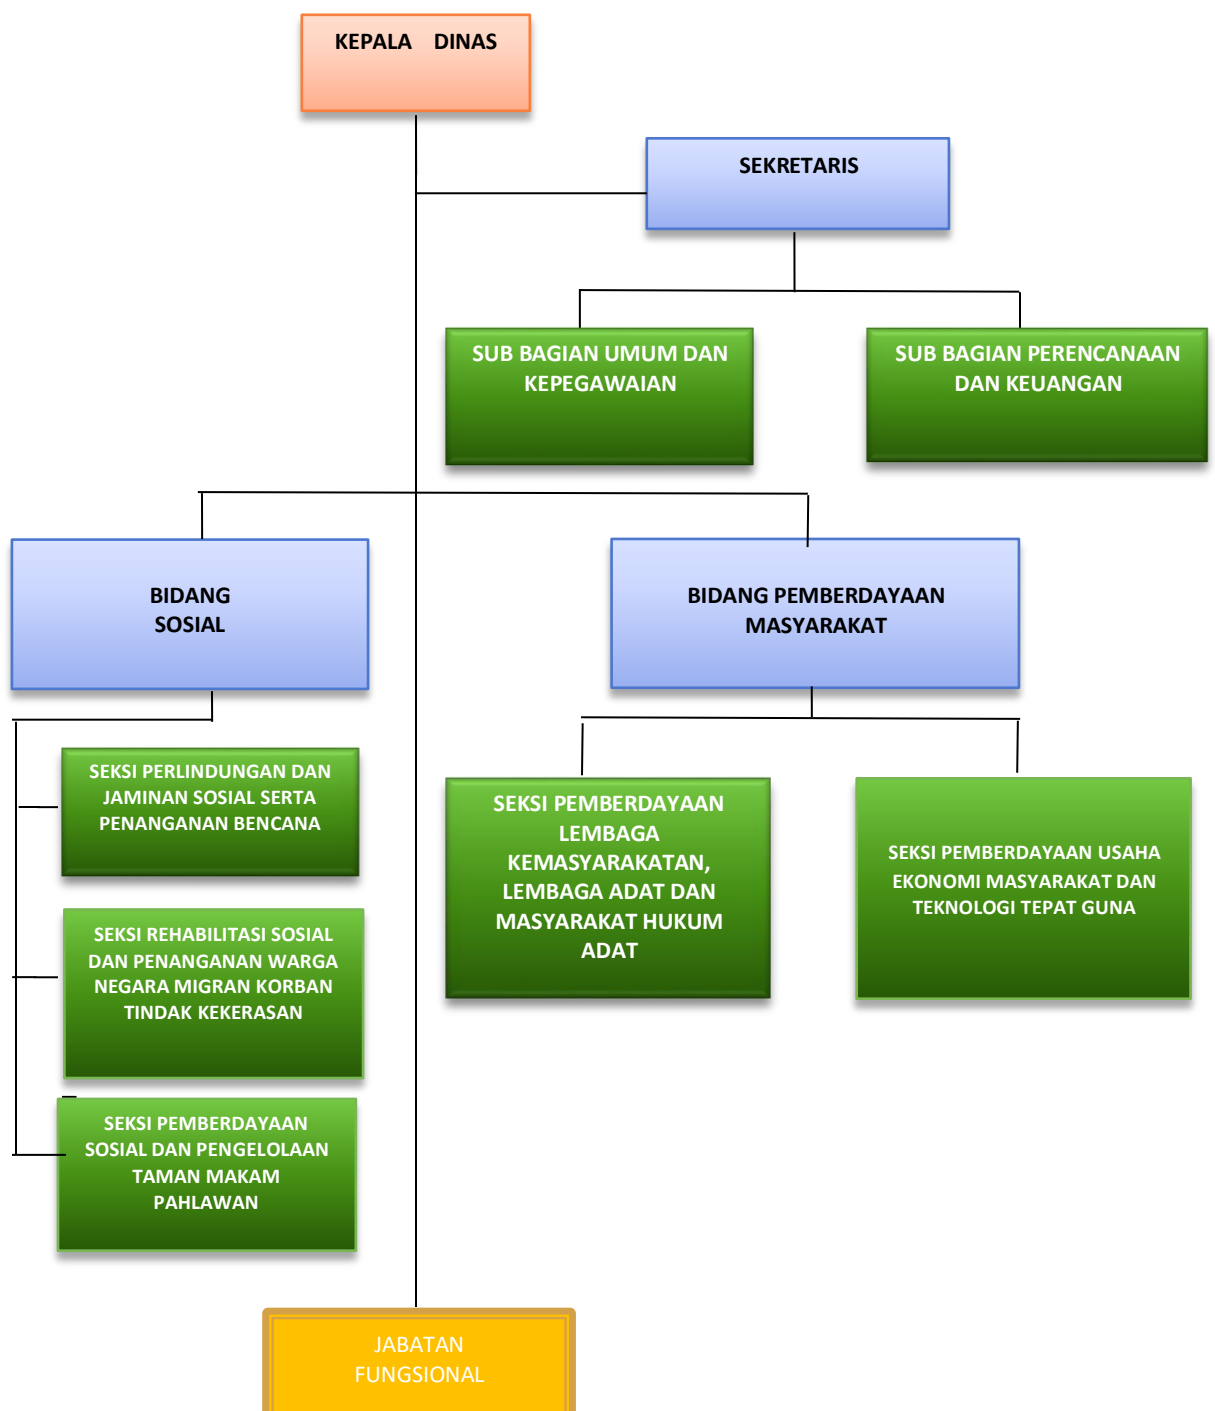 KEPALA DINAS
SEKRETARIS
SUB BAGIAN UMUM DAN
KEPEGAWAIAN
SUB BAGIAN PERENCANAAN
DAN KEUANGAN
BIDANG
SOSIAL
BIDANG PEMBERDAYAAN
MASYARAKAT
SEKSI PERLINDUNGAN DAN
JAMINAN SOSIAL SERTA
PENANGANAN BENCANA
SEKSI REHABILITASI SOSIAL
DAN PENANGANAN WARGA
NEGARA MIGRAN KORBAN
TINDAK KEKERASAN
SEKSI PEMBERDAYAAN
SOSIAL DAN PENGELOLAAN
TAMAN MAKAM
PAHLAWAN
SEKSI PEMBERDAYAAN
LEMBAGA
KEMASYARAKATAN,
LEMBAGA ADAT DAN
MASYARAKAT HUKUM
ADAT
SEKSI PEMBERDAYAAN USAHA
EKONOMI MASYARAKAT DAN
TEKNOLOGI TEPAT GUNA
JABATAN
FUNGSIONAL